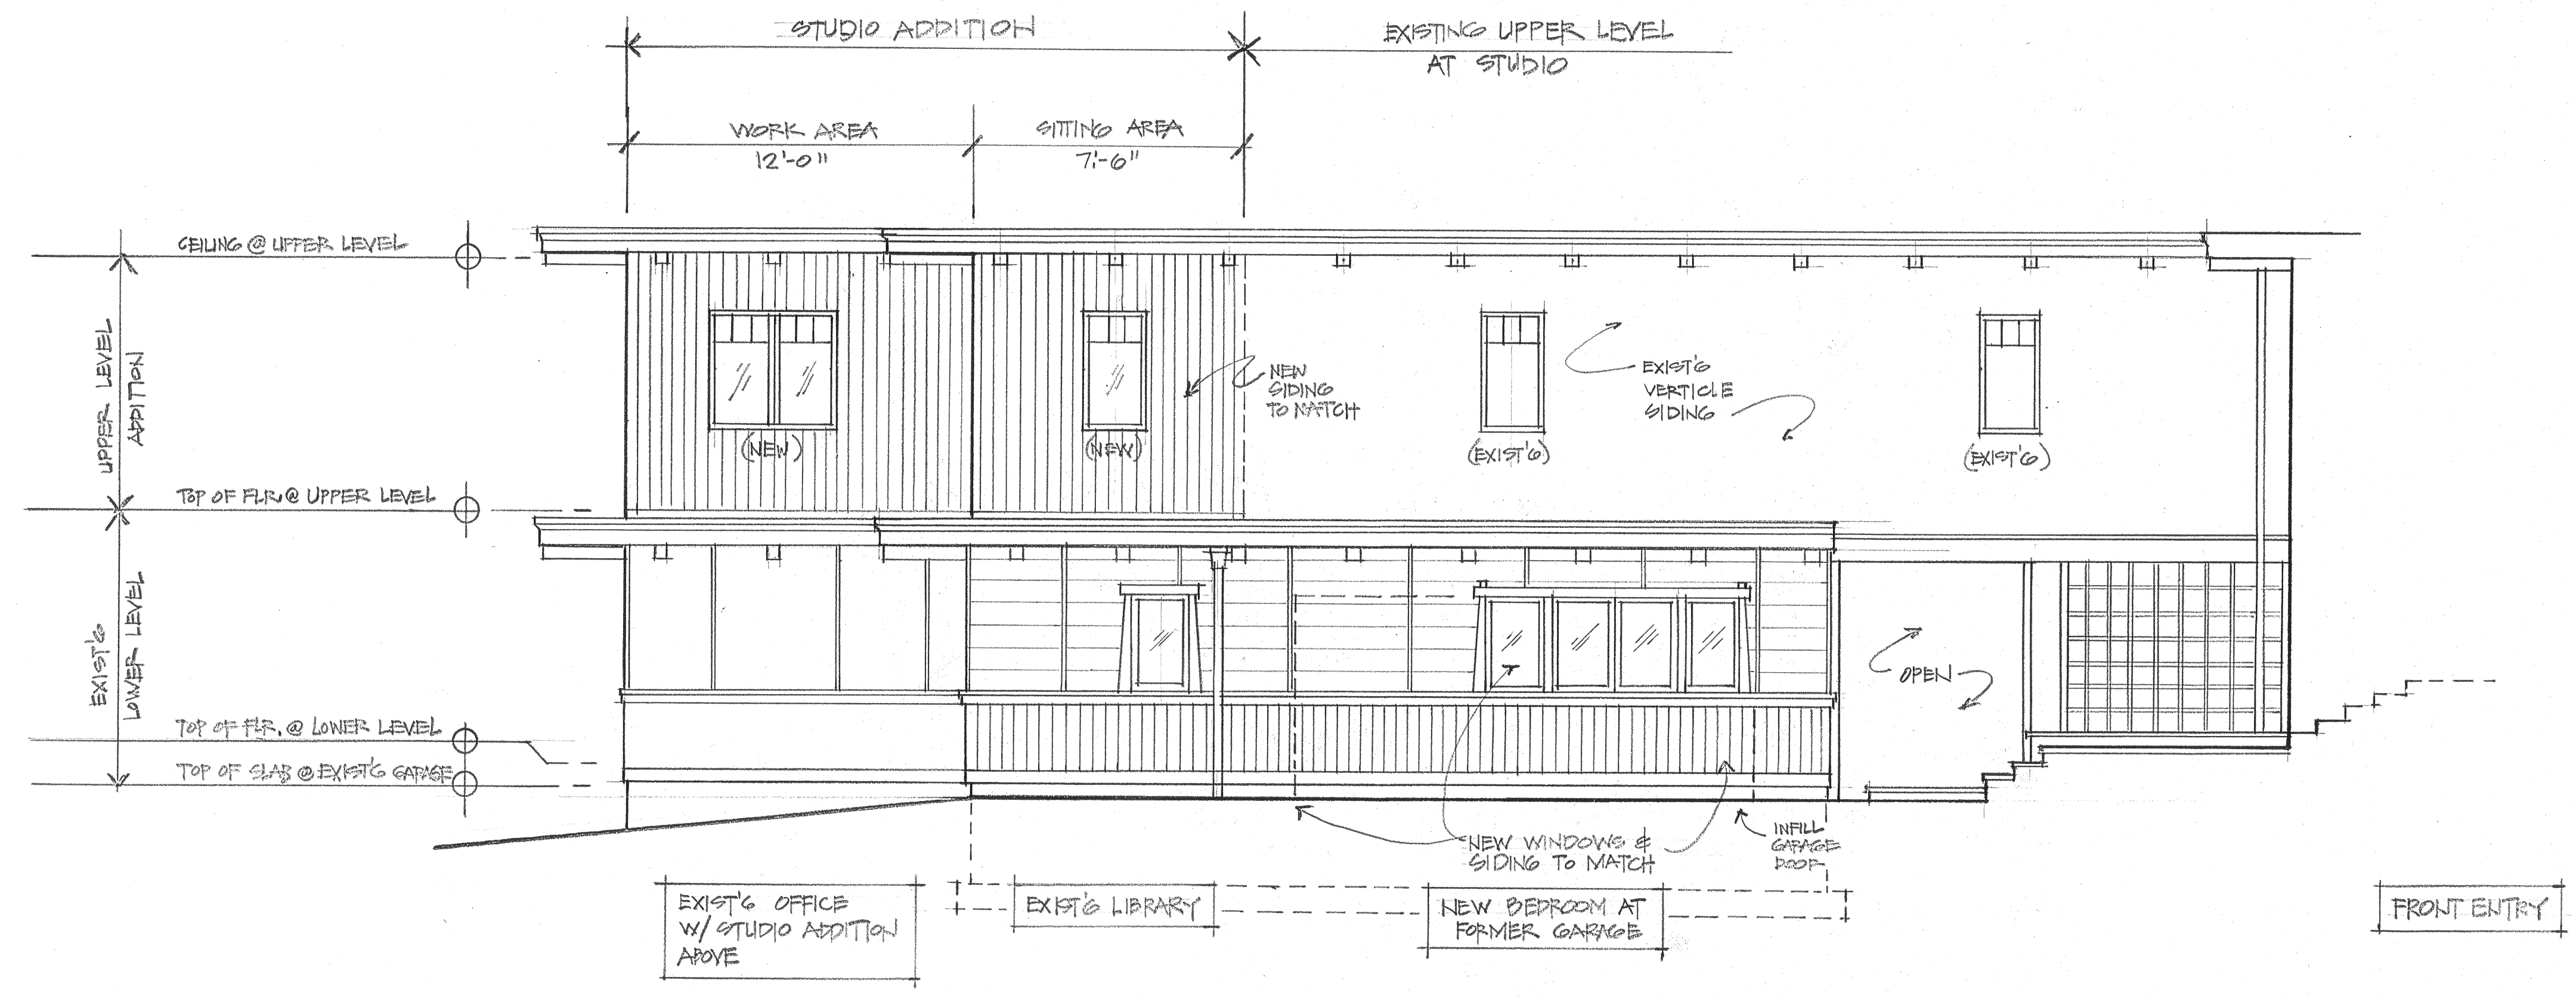 STUDIO ADDITION
EXISTING UPPER LEVEL
AT STUDIO
WORK AREA
12'-0"
SITTING AREA
7'-6"
CEILING @ UPPER LEVEL
UPPER LEVEL
ADDITION
TOP OF FLR. @ UPPER LEVEL
EXIST'G
LOWER LEVEL
TOP OF FLR. @ LOWER LEVEL
TOP OF SLAB @ EXIST'G GARAGE
(NEW)
(NEW)
NEW
SIDING
TO MATCH
(EXIST'G)
EXIST'G
VERTICLE
SIDING
(EXIST'G)
OPEN
NEW WINDOWS &
SIDING TO MATCH
INFILL
GARAGE
DOOR
EXIST'G OFFICE
W/ STUDIO ADDITION
ABOVE
EXIST'G LIBRARY
NEW BEDROOM AT
FORMER GARAGE
FRONT ENTRY